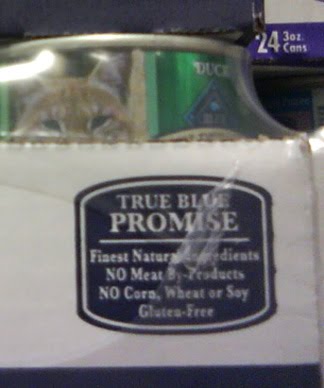 24 3oz.
Cans
DUCK
BLUE
TRUE BLUE
PROMISE
Finest Natural Ingredients
NO Meat By-Products
NO Corn, Wheat or Soy
Gluten-Free